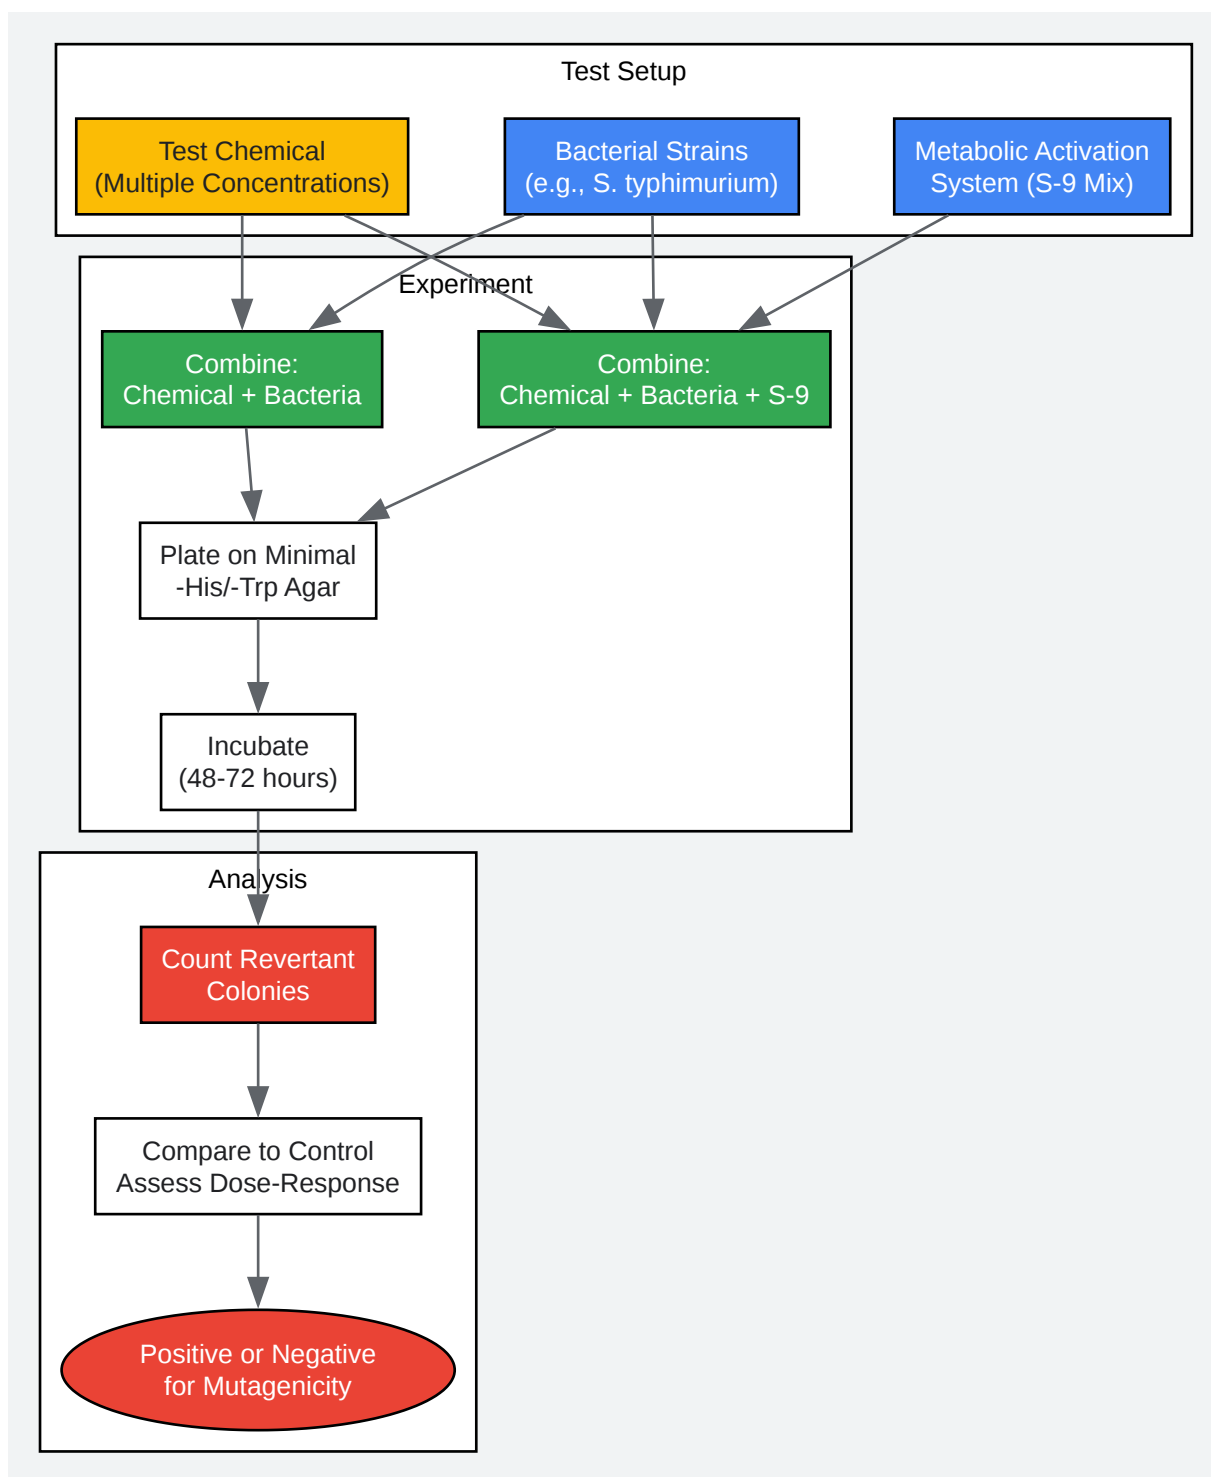 Test Setup
Test Chemical
(Multiple Concentrations)
Bacterial Strains
(e.g., S. typhimurium)
Metabolic Activation
System (S-9 Mix)
Experiment
Combine:
Chemical + Bacteria
Combine:
Chemical + Bacteria + S-9
Plate on Minimal
-His/-Trp Agar
Incubate
(48-72 hours)
Analysis
Count Revertant
Colonies
Compare to Control
Assess Dose-Response
Positive or Negative
for Mutagenicity